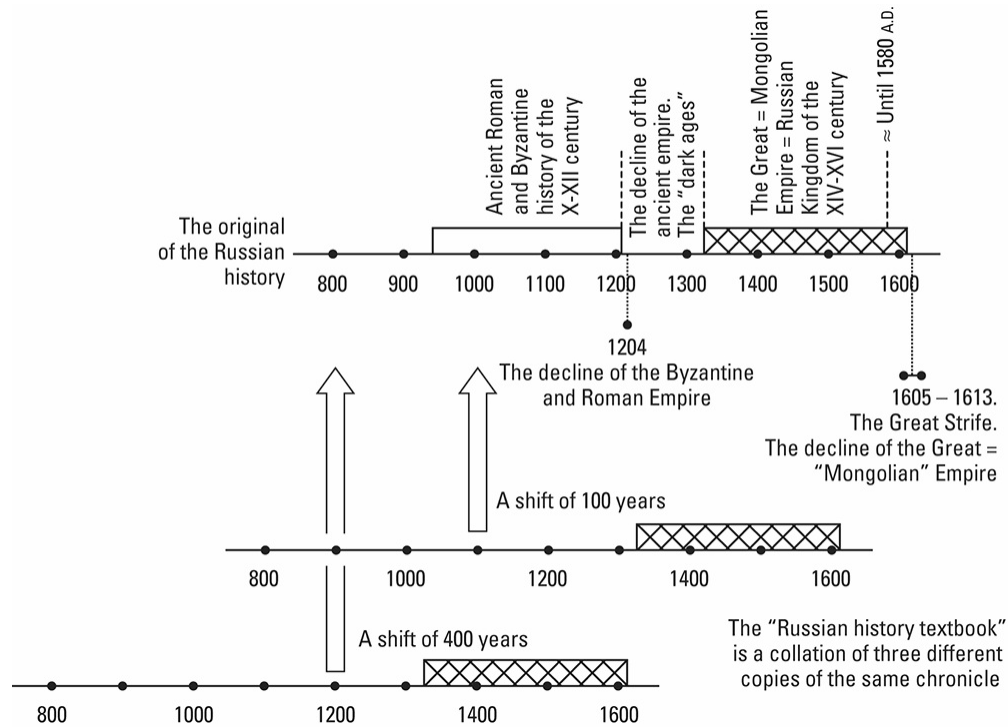 Ancient Roman
and Byzantine
history of the
X-XII century
The decline of the
ancient empire.
The “dark ages”
The Great = Mongolian
Empire = Russian
Kingdom of the
XIV-XVI century
≈ Until 1580 A.D.
The original
of the Russian
history
800 900 1000 1100 1200 1300 1400 1500 1600
1204
The decline of the Byzantine
and Roman Empire
1605 – 1613.
The Great Strife.
The decline of the Great =
“Mongolian” Empire
A shift of 100 years
800 1000 1200 1400 1600
A shift of 400 years
The “Russian history textbook”
is a collation of three different
copies of the same chronicle
800 1000 1200 1400 1600